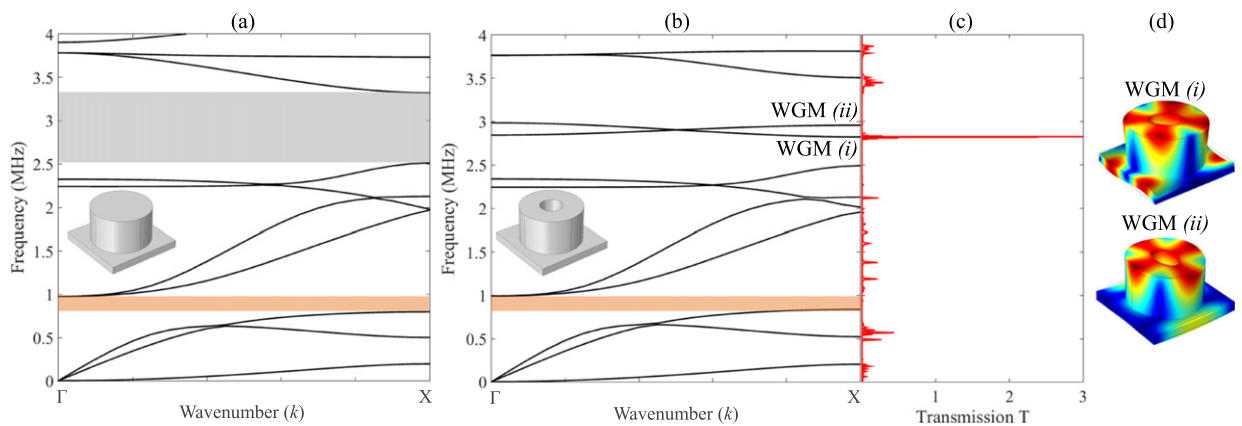 (a)
(b)
(c)
(d)
4
3.5
3
2.5
2
1.5
1
0.5
0
Frequency (MHz)
Γ
X
Wavenumber (k)
4
3.5
3
2.5
2
1.5
1
0.5
0
Frequency (MHz)
WGM (ii)
WGM (i)
Γ
X
Wavenumber (k)
1
2
3
Transmission T
WGM (i)
WGM (ii)